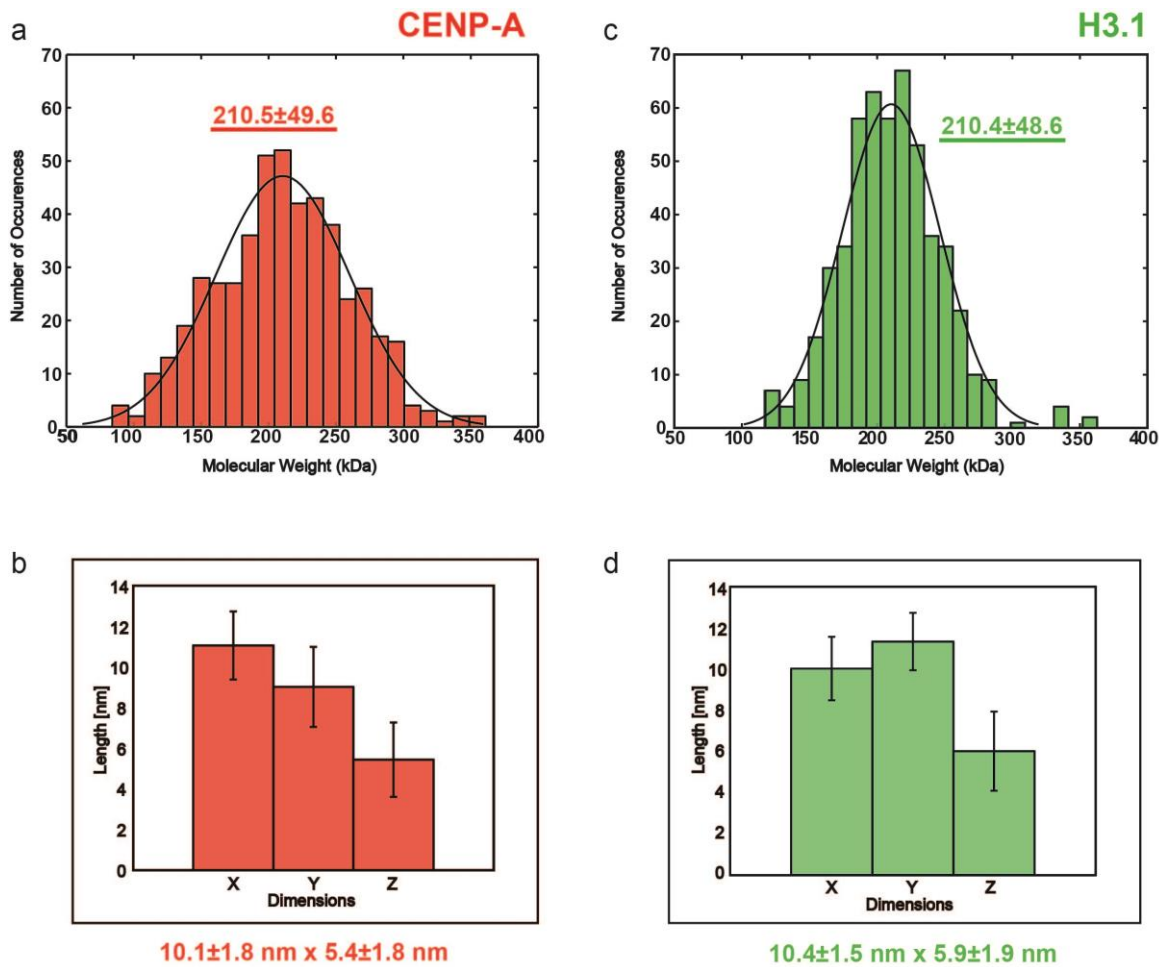 a
CENP-A
70
60
50
40
30
20
10
0
Number of Occurences
210.5±49.6
50
100
150
200
250
300
350
400
Molecular Weight (kDa)
c
H3.1
70
60
50
40
30
20
10
0
Number of Occurences
210.4±48.6
50
100
150
200
250
300
350
400
Molecular Weight (kDa)
b
14
12
10
8
6
4
2
0
Length [nm]
X
Y
Z
Dimensions
10.1±1.8 nm x 5.4±1.8 nm
d
14
12
10
8
6
4
2
0
Length [nm]
X
Y
Z
Dimensions
10.4±1.5 nm x 5.9±1.9 nm